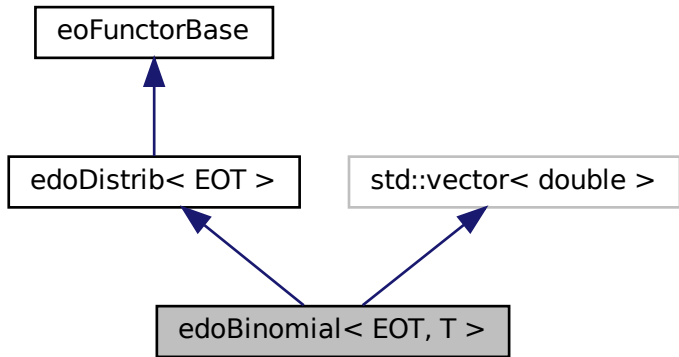 eoFunctorBase
edoDistrib< EOT >
std::vector< double >
edoBinomial< EOT, T >